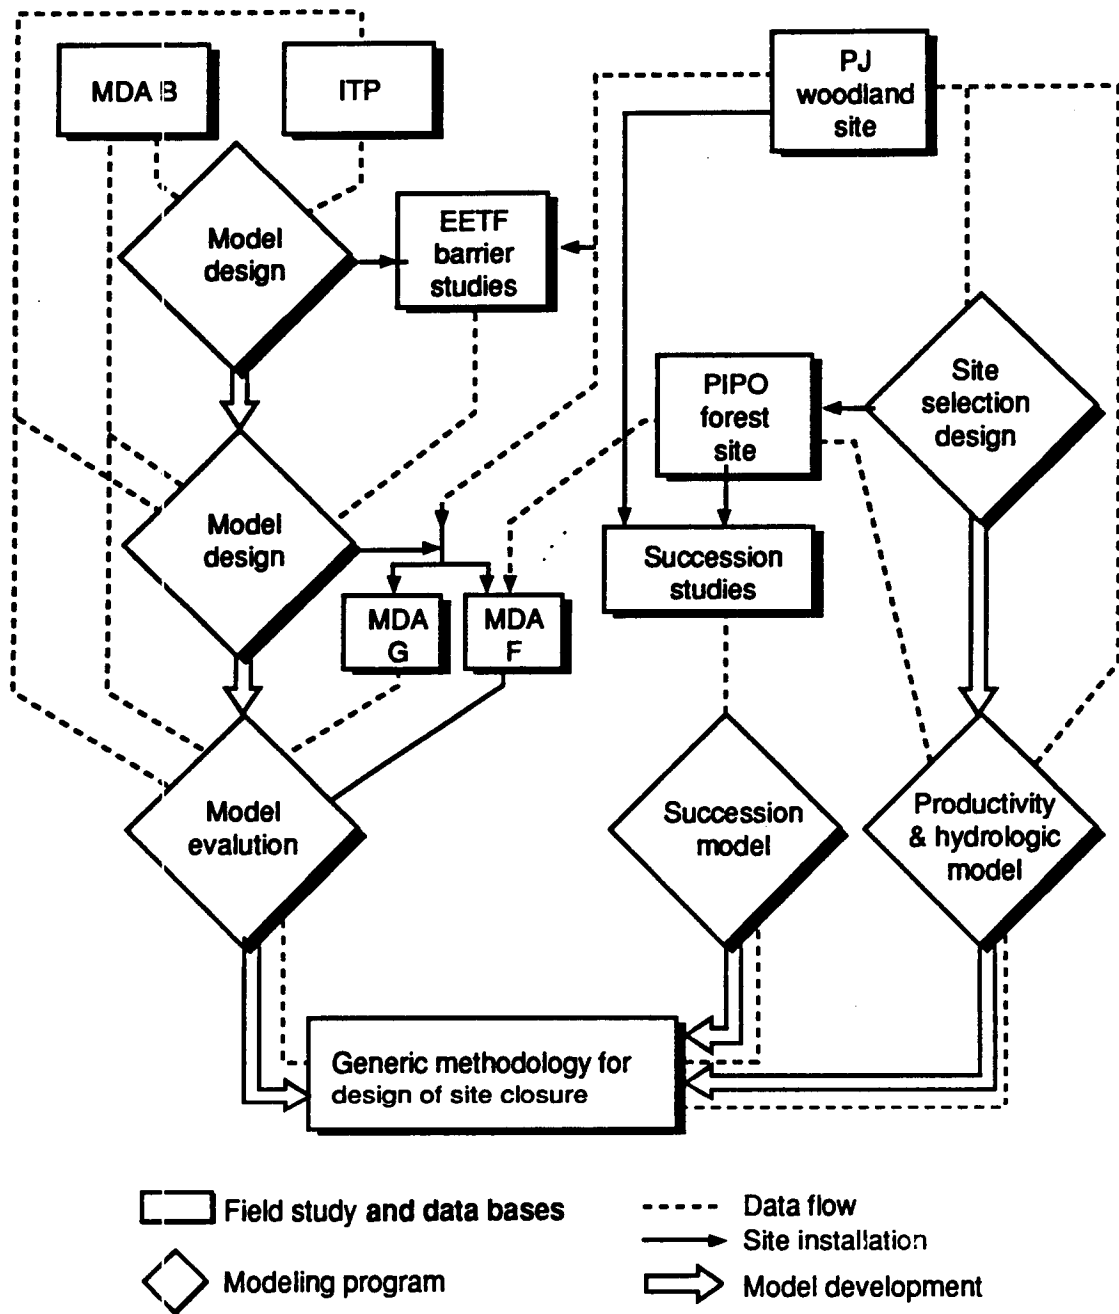 MDA B
ITP
PJ
woodland
site
Model
design
EETF
barrier
studies
PIPO
forest
site
Site
selection
design
Model
design
Succession
studies
MDA
G
MDA
F
Model
evalution
Succession
model
Productivity
& hydrologic
model
Generic methodology for
design of site closure
Field study and data bases
Data flow
Site installation
Modeling program
Model development